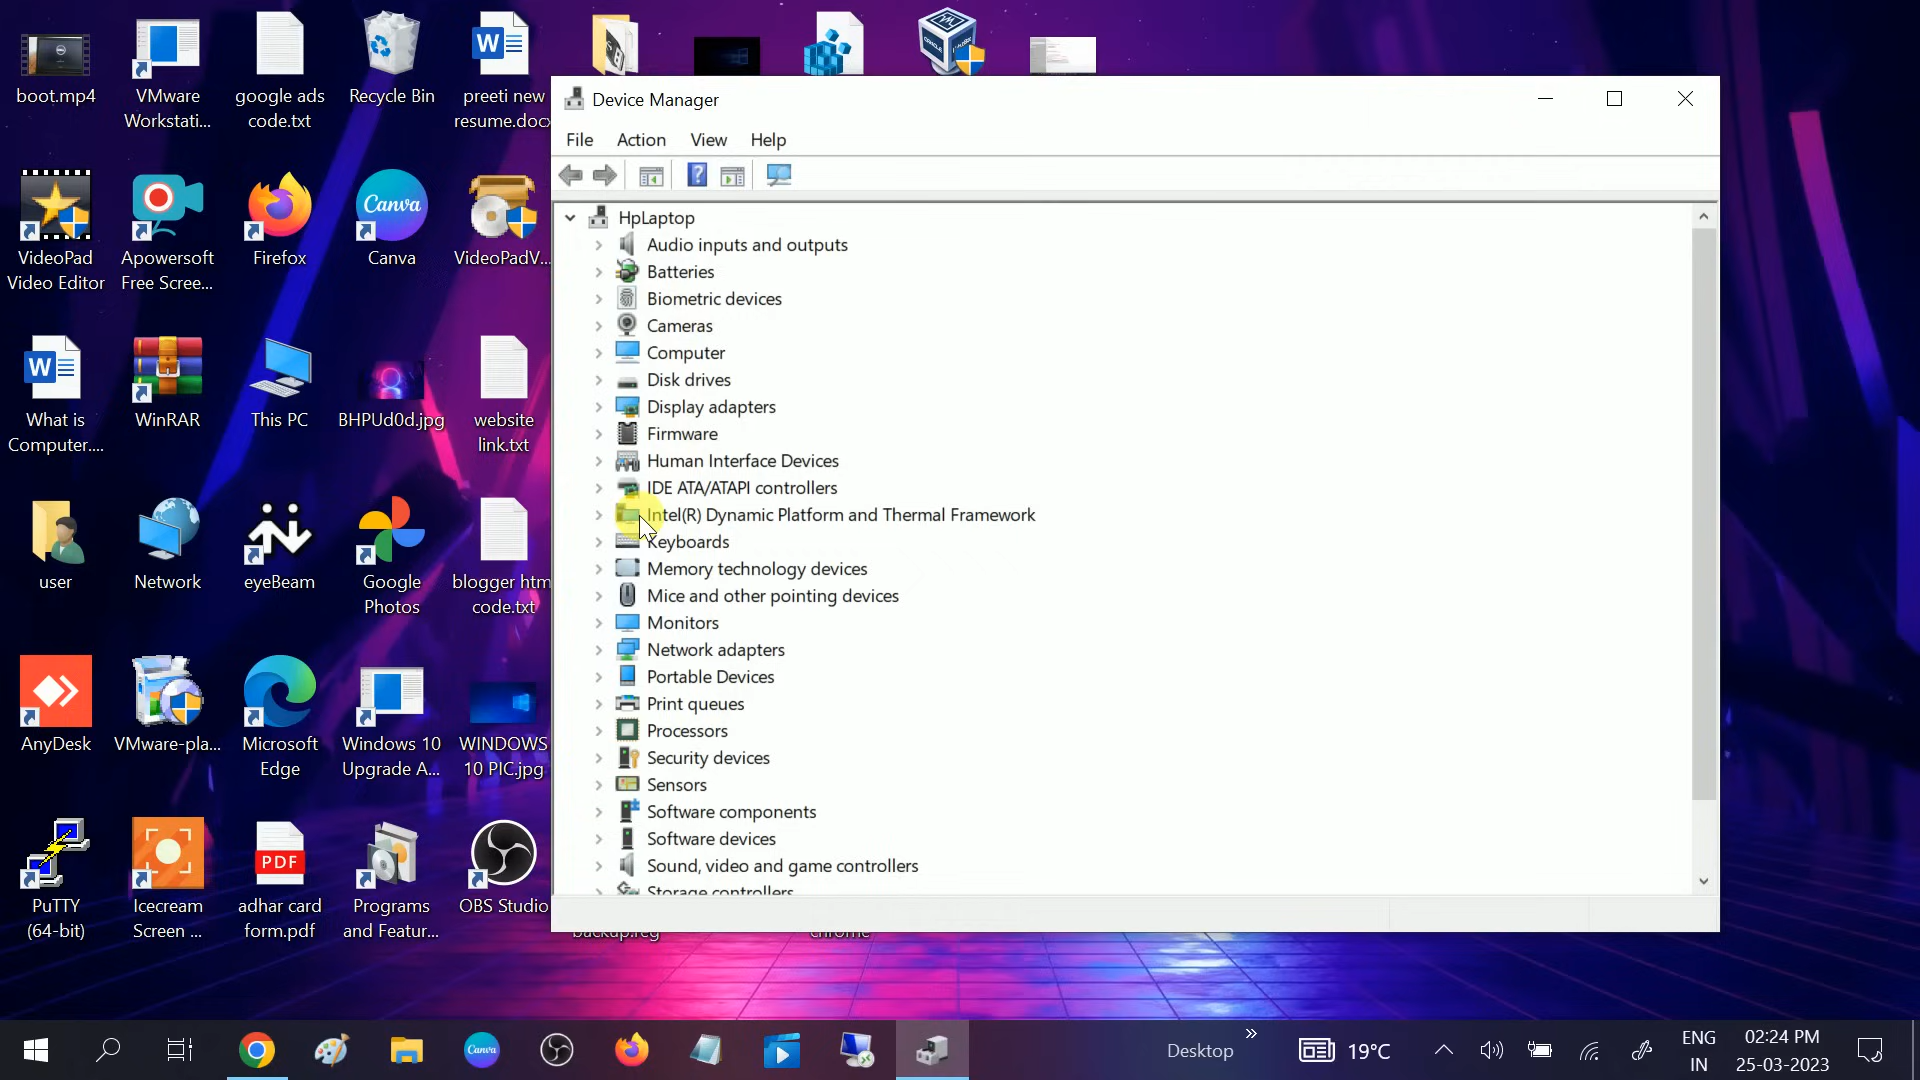 boot.mp4
VMware
Workstati...
google ads
code.txt
Recycle Bin
preeti new
resume.docx
VideoPad
Video Editor
Apowersoft
Free Scree...
Firefox
Canva
Canva
VideoPadV...
What is
Computer....
WinRAR
This PC
BHPUd0d.jpg
website
link.txt
user
Network
eyeBeam
Google
Photos
blogger htm
code.txt
AnyDesk
VMware-pla...
Microsoft
Edge
Windows 10
Upgrade A...
WINDOWS
10 PIC.jpg
PuTTY
(64-bit)
Icecream
Screen ...
PDF
adhar card
form.pdf
Programs
and Featur...
OBS Studio
Device Manager
File Action View Help
HpLaptop
Audio inputs and outputs
Batteries
Biometric devices
Cameras
Computer
Disk drives
Display adapters
Firmware
Human Interface Devices
IDE ATA/ATAPI controllers
Intel(R) Dynamic Platform and Thermal Framework
Keyboards
Memory technology devices
Mice and other pointing devices
Monitors
Network adapters
Portable Devices
Print queues
Processors
Security devices
Sensors
Software components
Software devices
Sound, video and game controllers
Storage controllers
backup.reg
chrome
Canva
Desktop
19°C
ENG
IN
02:24 PM
25-03-2023